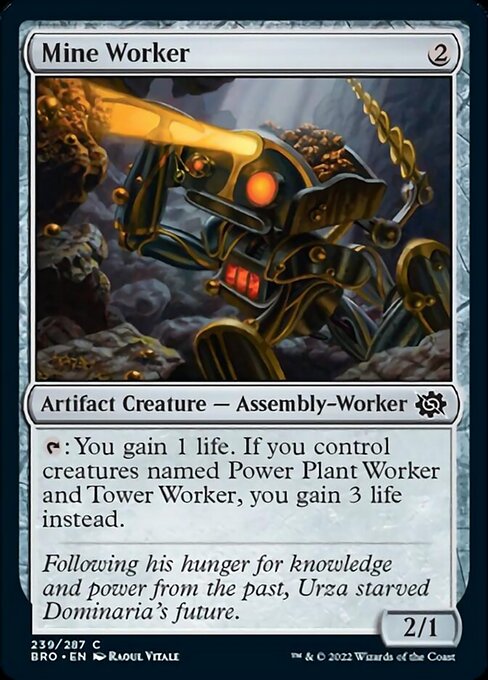 Mine Worker 2
Artifact Creature — Assembly-Worker
: You gain 1 life. If you control
creatures named Power Plant Worker
and Tower Worker, you gain 3 life
instead.
Following his hunger for knowledge
and power from the past, Urza starved
Dominaria's future.
2/1
239/287 C
BRO • EN Raoul Vitale
™ & © 2022 Wizards of the Coast